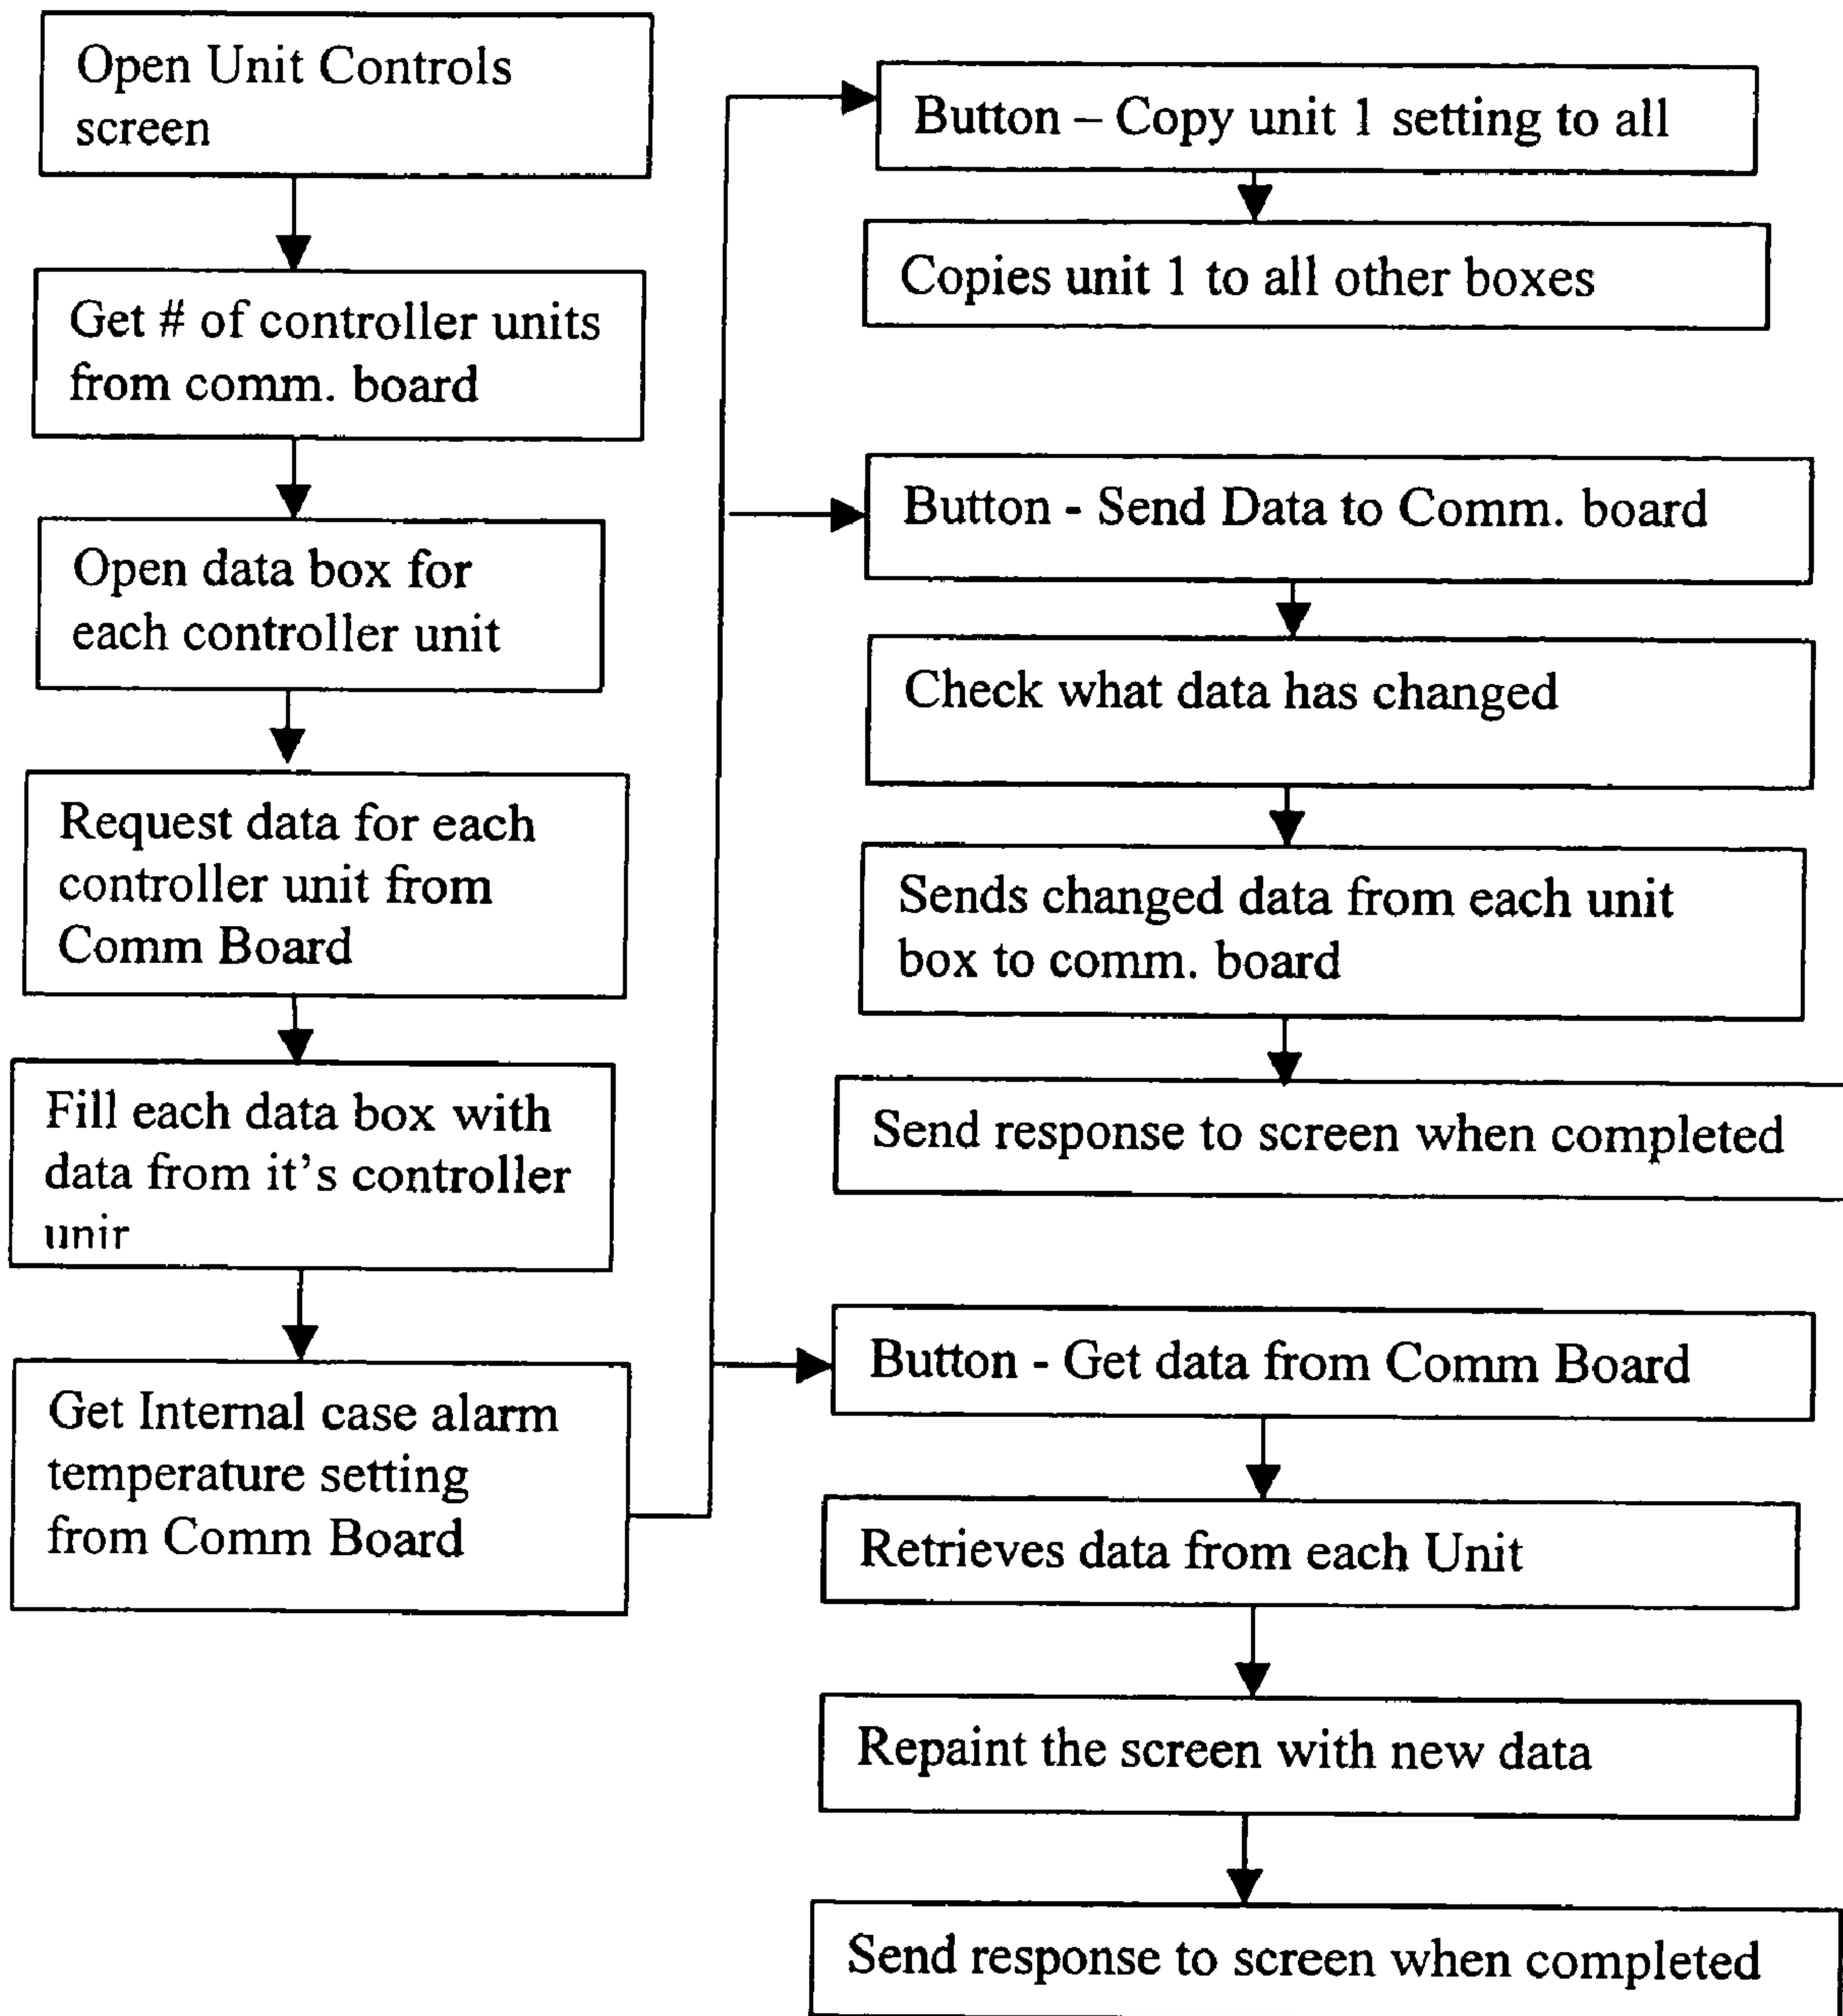 Open Unit Controls
screen
Get # of controller units
from comm. board
Open data box for
each controller unit
Request data for each
controller unit from
Comm Board
Fill each data box with
data from it's controller
unir
Get Internal case alarm
temperature setting
from Comm Board
Button – Copy unit 1 setting to all
Copies unit 1 to all other boxes
Button - Send Data to Comm. board
Check what data has changed
Sends changed data from each unit
box to comm. board
Send response to screen when completed
Button - Get data from Comm Board
Retrieves data from each Unit
Repaint the screen with new data
Send response to screen when completed